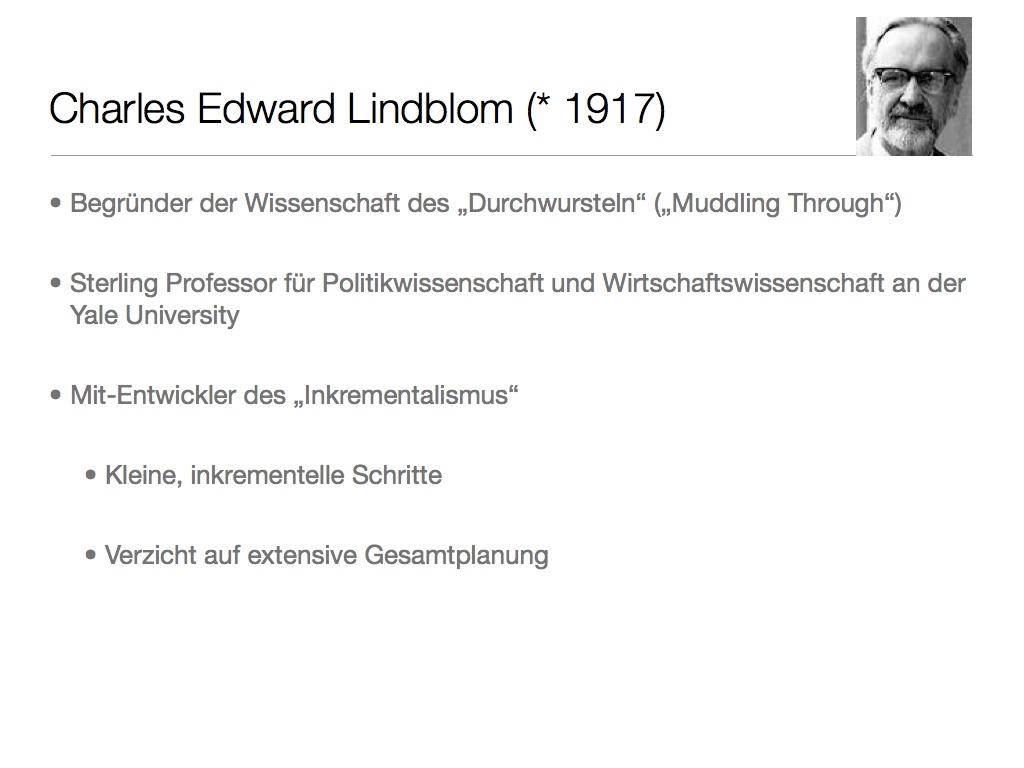 Charles Edward Lindblom (* 1917)
• Begründer der Wissenschaft des „Durchwursteln“ („Muddling Through“)
• Sterling Professor für Politikwissenschaft und Wirtschaftswissenschaft an der
Yale University
• Mit-Entwickler des „Inkrementalismus“
• Kleine, inkrementelle Schritte
• Verzicht auf extensive Gesamtplanung